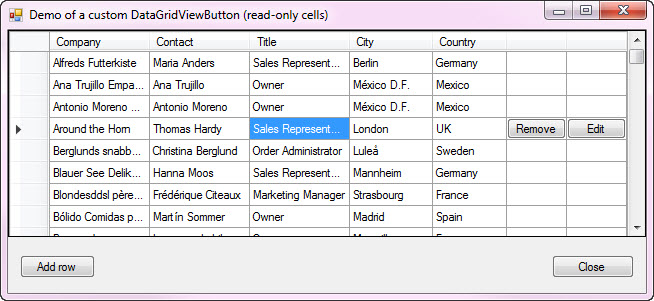 Demo of a custom DataGridViewButton (read-only cells)
Company Contact Title City Country
Alfreds Futterkiste Maria Anders Sales Represent... Berlin Germany
Ana Trujillo Empa... Ana Trujillo Owner México D.F. Mexico
Antonio Moreno ... Antonio Moreno Owner México D.F. Mexico
Around the Horn Thomas Hardy Sales Represent... London UK Remove Edit
Berglunds snabb... Christina Berglund Order Administrator Luleå Sweden
Blauer See Delik... Hanna Moos Sales Represent... Mannheim Germany
Blondesddsl père... Frédérique Citeaux Marketing Manager Strasbourg France
Bólido Comidas p... Martín Sommer Owner Madrid Spain
Add row Close